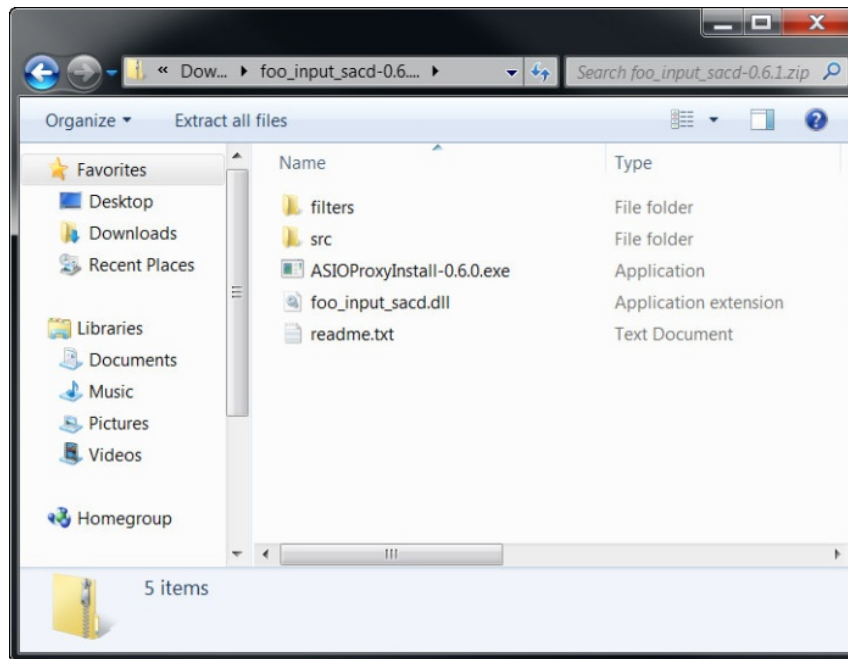 « Dow... foo_input_sacd-0.6.... Search foo_input_sacd-0.6.1.zip
Organize Extract all files
Favorites
Desktop
Downloads
Recent Places
Libraries
Documents
Music
Pictures
Videos
Homegroup
Name Type
filters File folder
src File folder
ASIOProxyInstall-0.6.0.exe Application
foo_input_sacd.dll Application extension
readme.txt Text Document
5 items